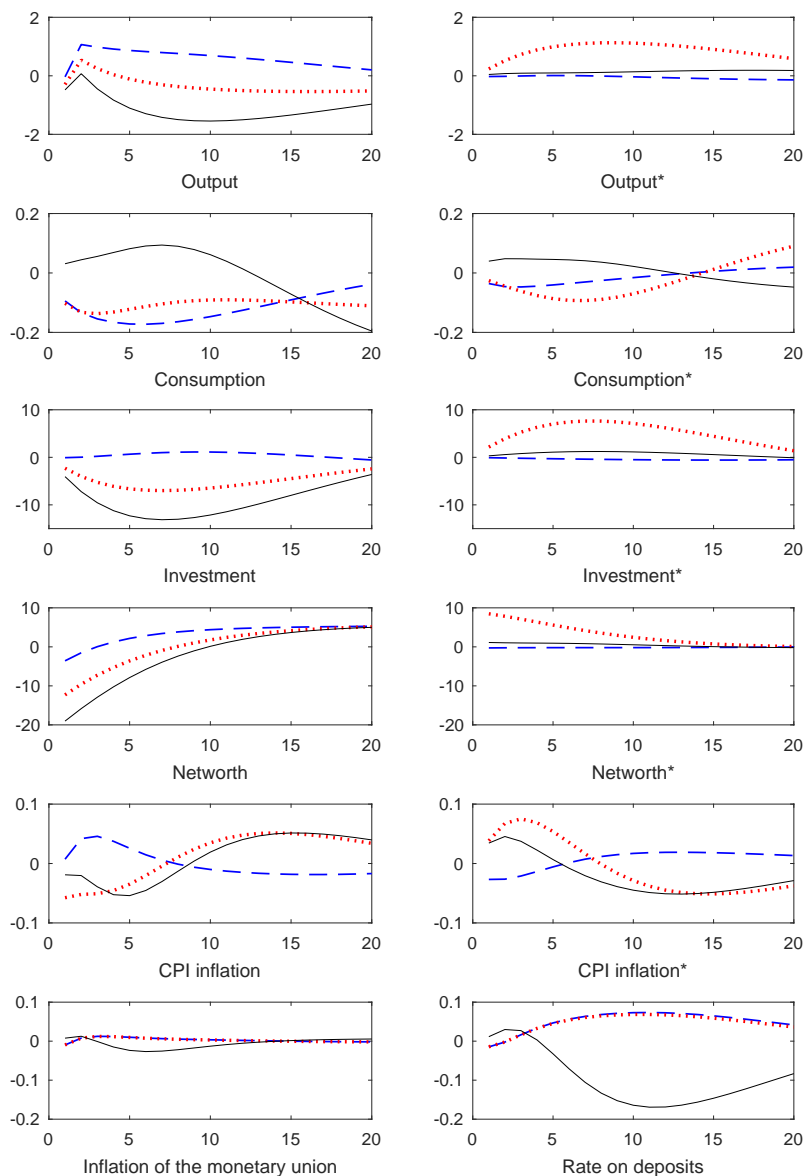 2
0
-2
0 5 10 15 20
Output
2
0
-2
0 5 10 15 20
Output*
0.2
0
-0.2
0 5 10 15 20
Consumption
0.2
0
-0.2
0 5 10 15 20
Consumption*
10
0
-10
0 5 10 15 20
Investment
10
0
-10
0 5 10 15 20
Investment*
10
0
-10
-20
0 5 10 15 20
Networth
10
0
-10
-20
0 5 10 15 20
Networth*
0.1
0
-0.1
0 5 10 15 20
CPI inflation
0.1
0
-0.1
0 5 10 15 20
CPI inflation*
0.1
0
-0.1
-0.2
0 5 10 15 20
Inflation of the monetary union
0.1
0
-0.1
-0.2
0 5 10 15 20
Rate on deposits